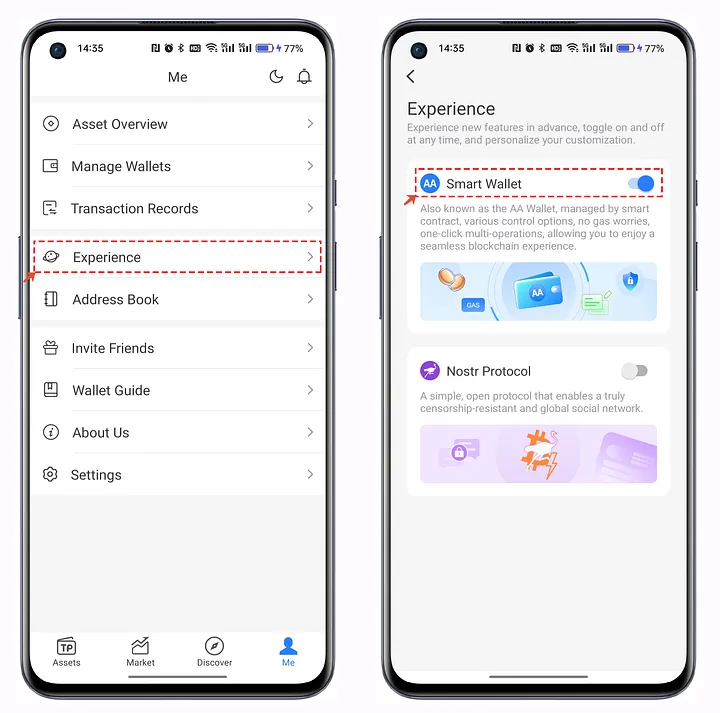 14:35
77%
Me
Asset Overview
Manage Wallets
Transaction Records
Experience
Address Book
Invite Friends
Wallet Guide
About Us
Settings
TP
Assets
Market
Discover
Me
14:35
77%
Experience
Experience new features in advance, toggle on and off
at any time, and personalize your customization.
AA Smart Wallet
Also known as the AA Wallet, managed by smart
contract, various control options, no gas worries,
one-click multi-operations, allowing you to enjoy a
seamless blockchain experience.
GAS
AA
Nostr Protocol
A simple, open protocol that enables a truly
censorship-resistant and global social network.